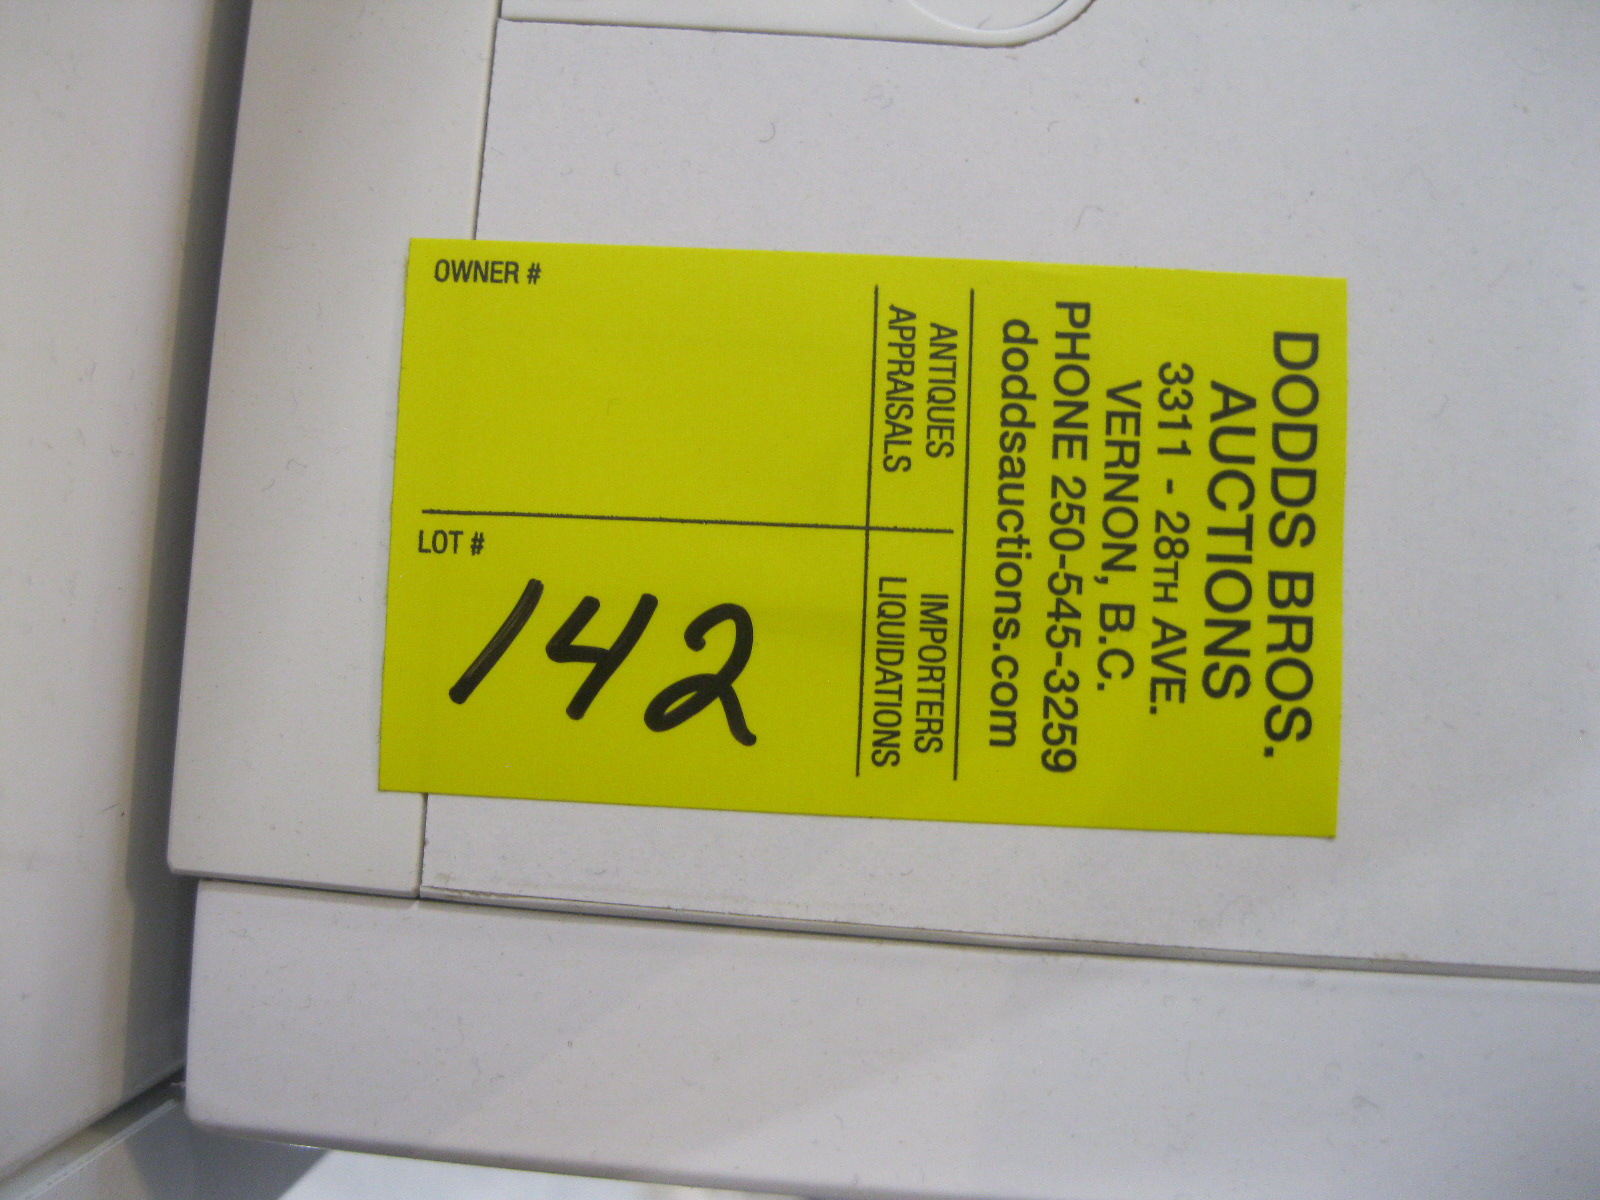 DODDS BROS.
AUCTIONS
3311 - 28TH AVE.
VERNON, B.C.
PHONE 250-545-3259
doddsauctions.com
ANTIQUES
APPRAISALS
IMPORTERS
LIQUIDATIONS
OWNER #
LOT #
142